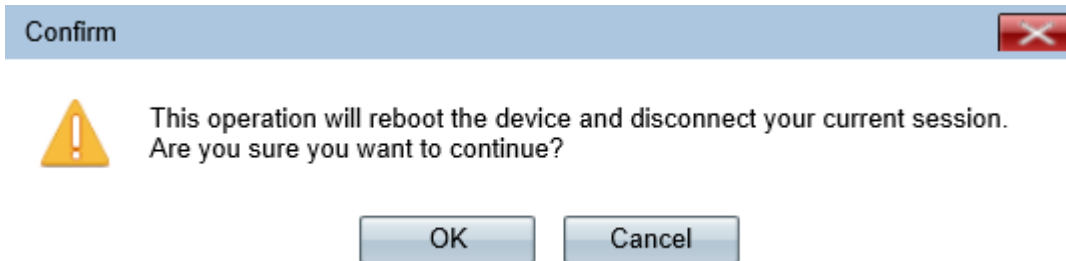 Confirm
This operation will reboot the device and disconnect your current session.
Are you sure you want to continue?
OK
Cancel